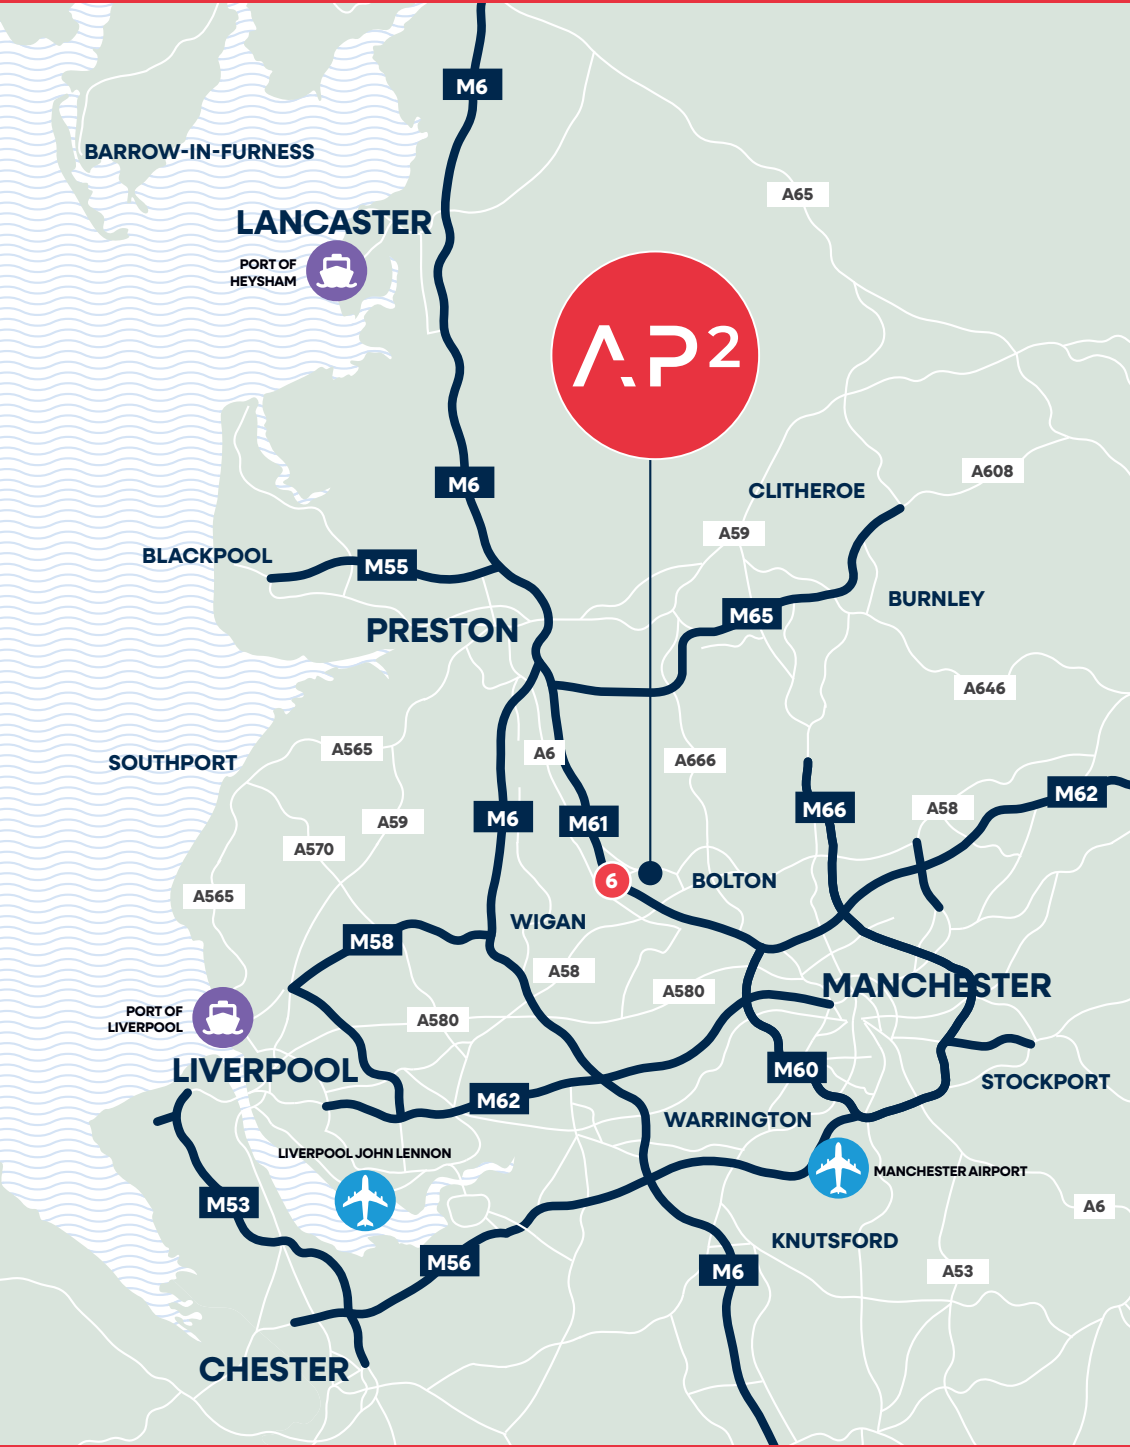 M6
BARROW-IN-FURNESS
A65
LANCASTER
PORT OF
HEYSHAM
AP2
A608
M6
CLITHEROE
A59
BLACKPOOL
M55
BURNLEY
M65
PRESTON
A646
A565
A6
A666
SOUTHPORT
M62
M66
A58
M6
M61
A59
A570
6
BOLTON
A565
WIGAN
M58
A58
A580
MANCHESTER
PORT OF
LIVERPOOL
A580
LIVERPOOL
M60
STOCKPORT
M62
WARRINGTON
LIVERPOOL JOHN LENNON
MANCHESTER AIRPORT
M53
A6
KNUTSFORD
M56
M6
A53
CHESTER